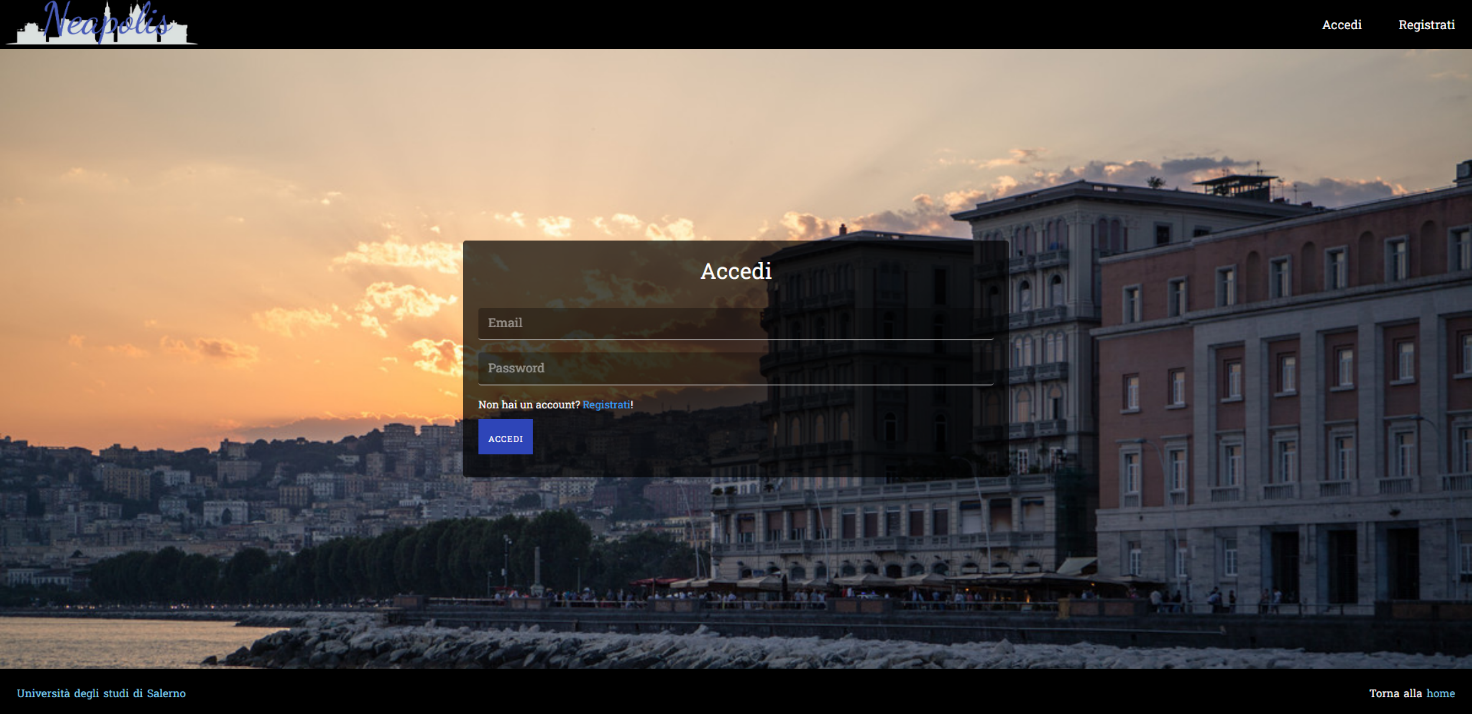 Neapolis
Accedi Registrati
Accedi
Email
Password
Non hai un account? Registrati!
ACCEDI
Università degli studi di Salerno
Torna alla home